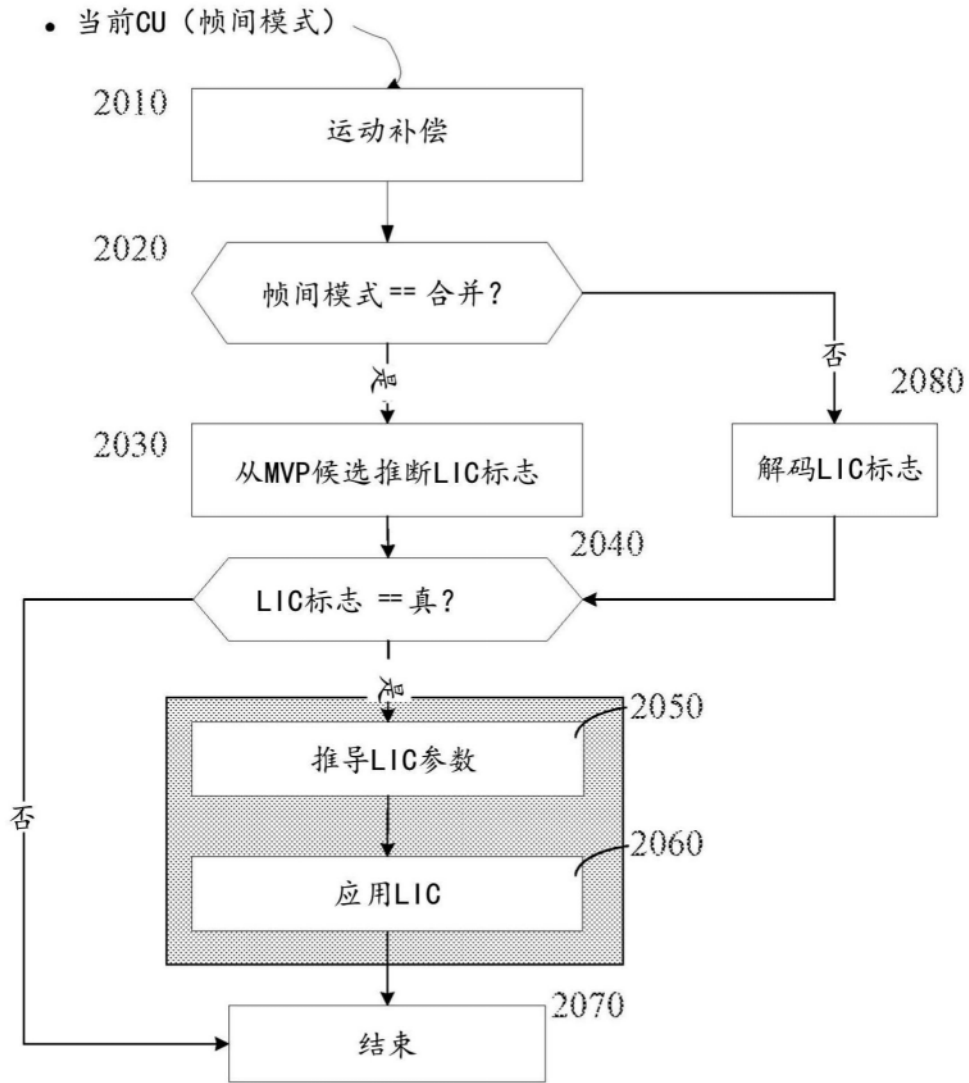 • 当前CU（帧间模式）
2010
运动补偿
2020
帧间模式 == 合并?
是
否
2030
从MVP候选推断LIC标志
2080
解码LIC标志
2040
LIC标志 == 真?
是
否
2050
推导LIC参数
2060
应用LIC
2070
结束